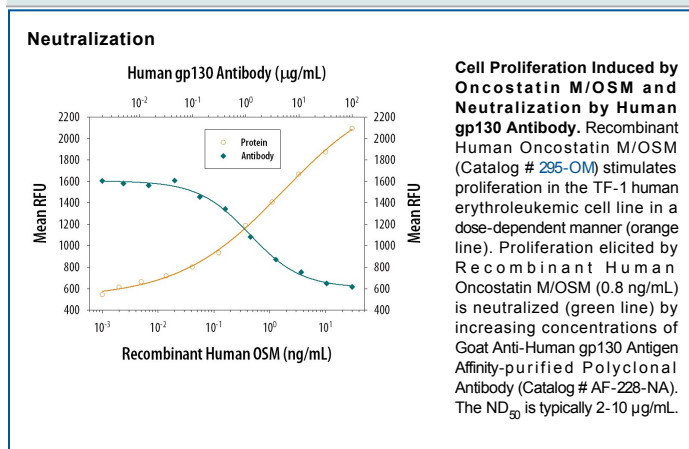 Neutralization
Human gp130 Antibody (μg/mL)
10-2 10-1 100 101 102
2200 2200
2000 2000
1800 1800
1600 1600
1400 1400
1200 1200
1000 1000
800 800
600 600
400 400
Mean RFU
Mean RFU
Protein
Antibody
10-3 10-2 10-1 100 101
Recombinant Human OSM (ng/mL)
Cell Proliferation Induced by
Oncostatin M/OSM and
Neutralization by Human
gp130 Antibody. Recombinant
Human Oncostatin M/OSM
(Catalog # 295-OM) stimulates
proliferation in the TF-1 human
erythroleukemic cell line in a
dose-dependent manner (orange
line). Proliferation elicited by
Recombinant Human
Oncostatin M/OSM (0.8 ng/mL)
is neutralized (green line) by
increasing concentrations of
Goat Anti-Human gp130 Antigen
Affinity-purified Polyclonal
Antibody (Catalog # AF-228-NA).
The ND50 is typically 2-10 μg/mL.